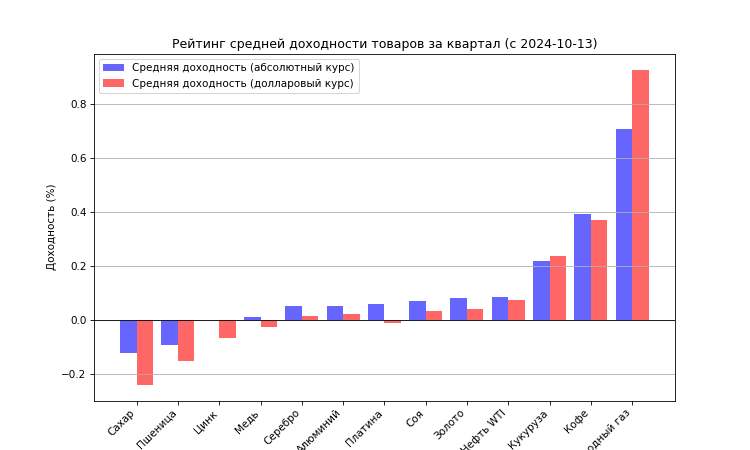 Рейтинг средней доходности товаров за квартал (с 2024-10-13)
Средняя доходность (абсолютный курс)
Средняя доходность (долларовый курс)
Доходность (%)
0.8
0.6
0.4
0.2
0.0
−0.2
Сахар
Пшеница
Цинк
Медь
Серебро
Алюминий
Платина
Соя
Золото
Нефть WTI
Кукуруза
Кофе
одный газ